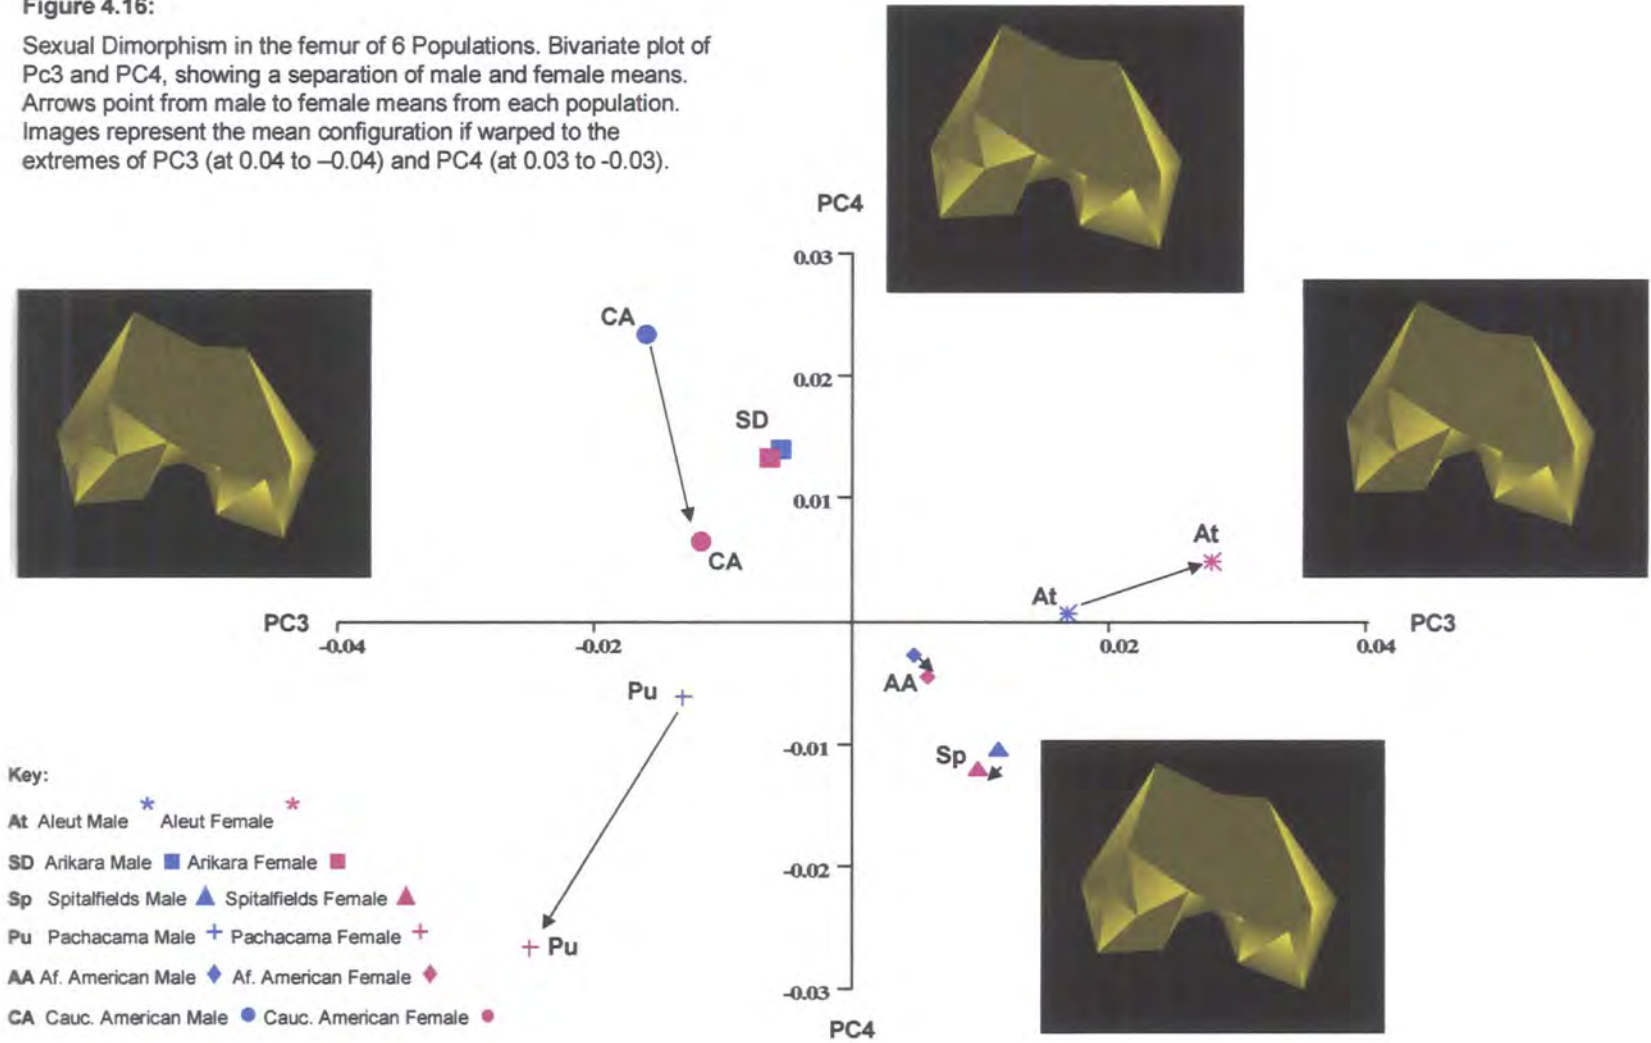 Figure 4.16:
Sexual Dimorphism in the femur of 6 Populations. Bivariate plot of
Pc3 and PC4, showing a separation of male and female means.
Arrows point from male to female means from each population.
Images represent the mean configuration if warped to the
extremes of PC3 (at 0.04 to –0.04) and PC4 (at 0.03 to -0.03).
PC4
0.03
CA
0.02
SD
0.01
CA
At
At
PC3
PC3
-0.04
-0.02
0.02
0.04
AA
Pu
-0.01
Sp
-0.02
Pu
-0.03
PC4
Key:
At Aleut Male * Aleut Female *
SD Arikara Male ■ Arikara Female ■
Sp Spitalfields Male ▲ Spitalfields Female ▲
Pu Pachacama Male + Pachacama Female +
AA Af. American Male ◆ Af. American Female ◆
CA Cauc. American Male ● Cauc. American Female ●